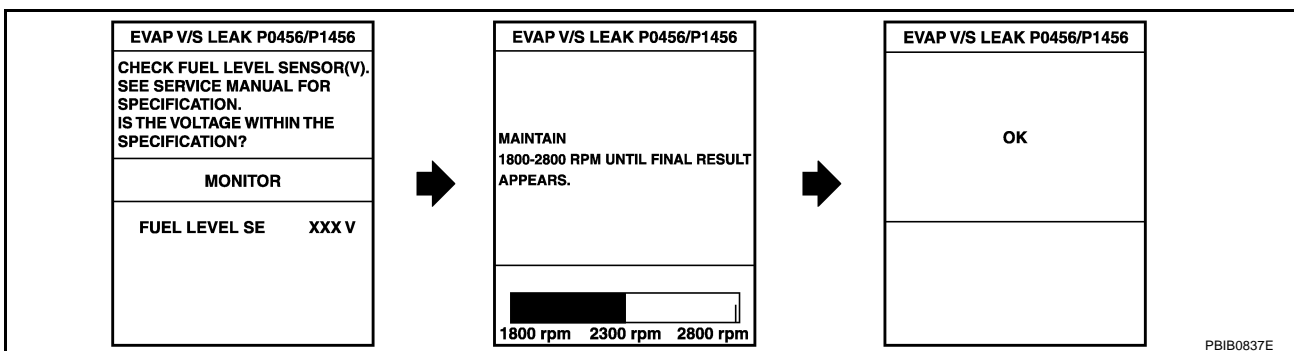 EVAP V/S LEAK P0456/P1456
CHECK FUEL LEVEL SENSOR(V).
SEE SERVICE MANUAL FOR
SPECIFICATION.
IS THE VOLTAGE WITHIN THE
SPECIFICATION?
MONITOR
FUEL LEVEL SE XXX V
EVAP V/S LEAK P0456/P1456
MAINTAIN
1800-2800 RPM UNTIL FINAL RESULT
APPEARS.
1800 rpm 2300 rpm 2800 rpm
EVAP V/S LEAK P0456/P1456
OK
PBIB0837E